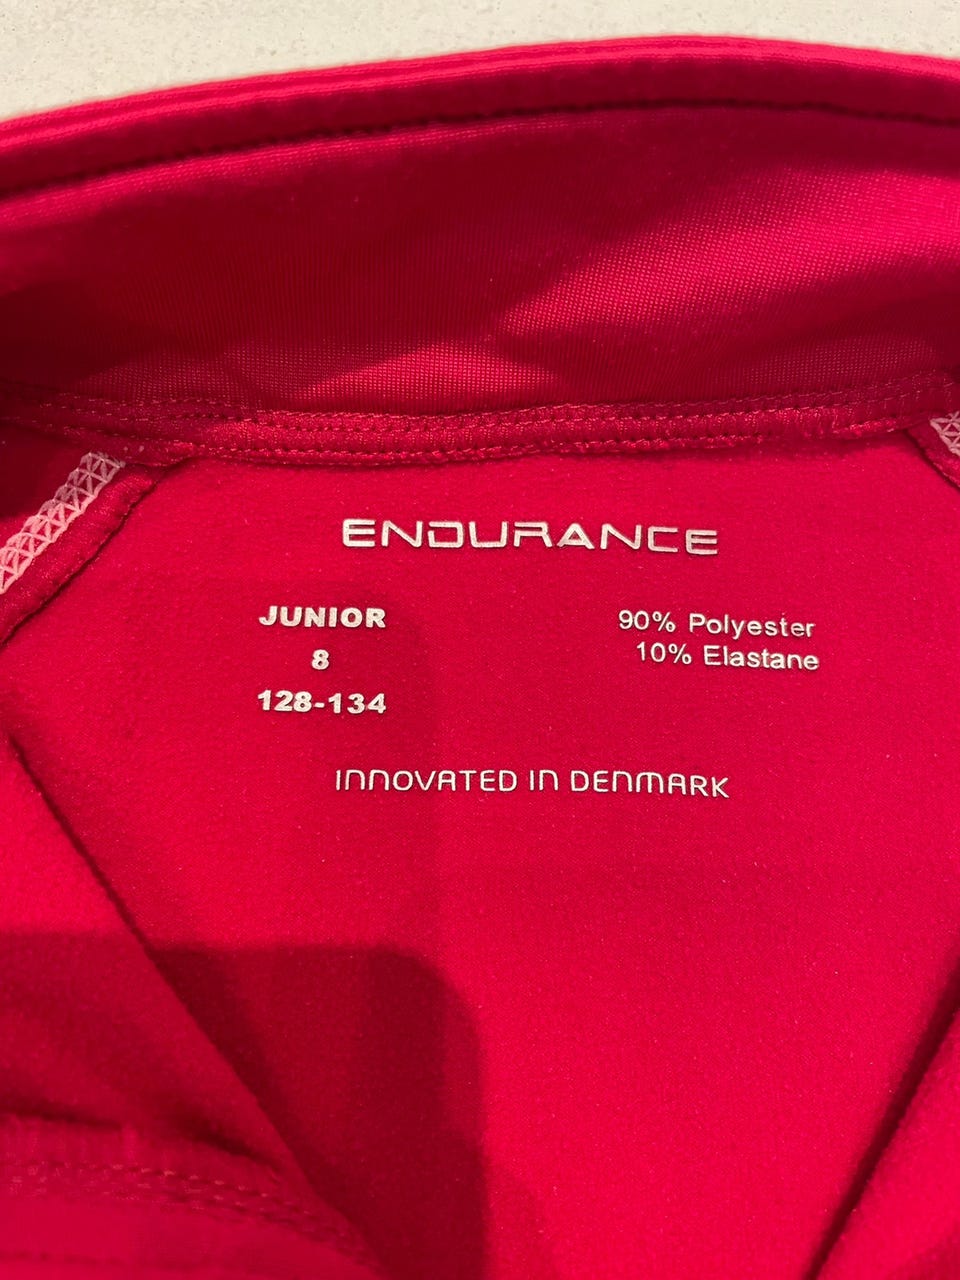 ENDURANCE
JUNIOR
8
128-134
90% Polyester
10% Elastane
INNOVATED IN DENMARK